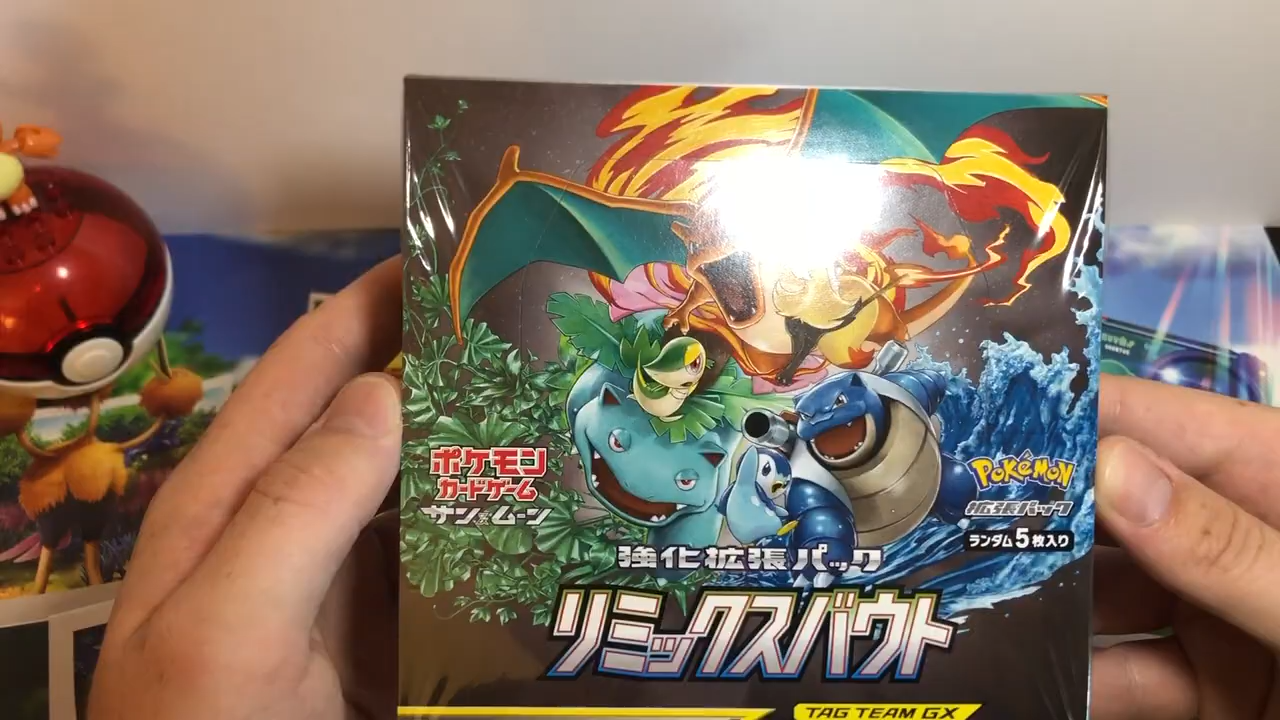 ポケモン
カードゲーム
サン&ムーン
POKÉMON
拡張パック
ランダム5枚入り
強化拡張パック
リミックスバウト
TAG TEAM GX